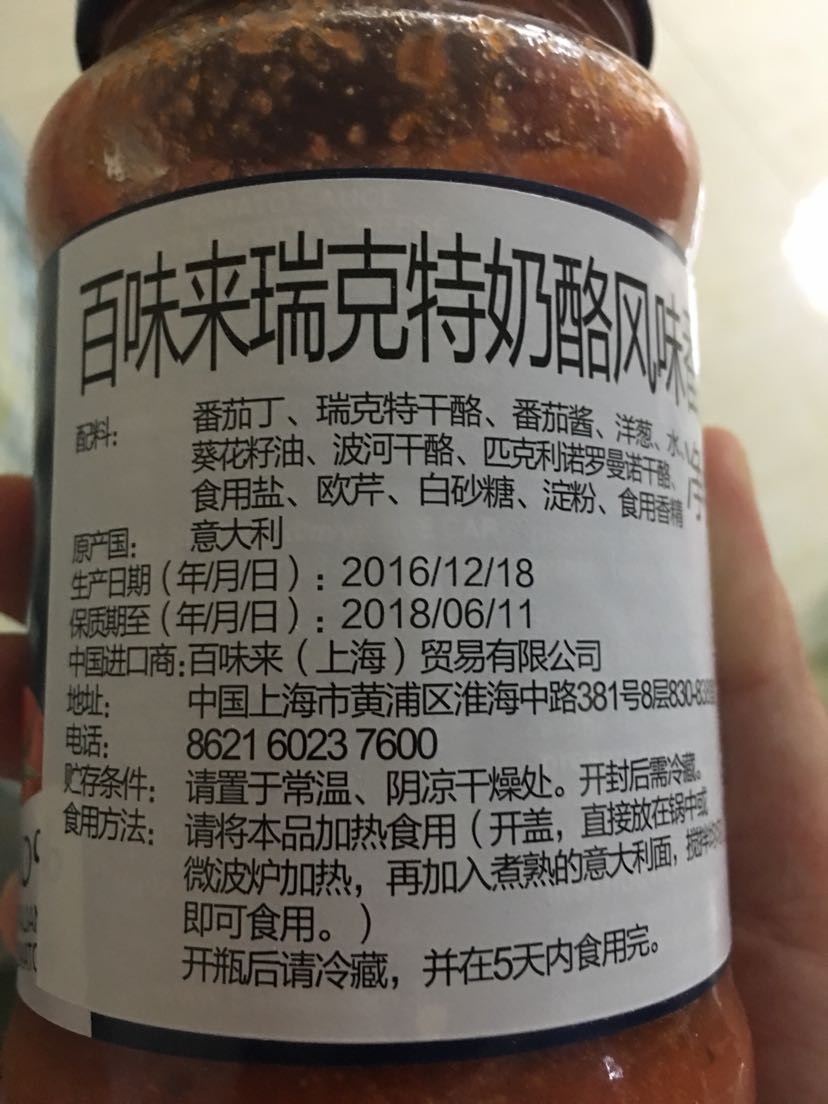 百味来瑞克特奶酪风味
配料： 番茄丁、瑞克特干酪、番茄酱、洋葱、水、
葵花籽油、波河干酪、匹克利诺罗曼诺干酪、
食用盐、欧芹、白砂糖、淀粉、食用香精
原产国： 意大利
生产日期（年/月/日）：2016/12/18
保质期至（年/月/日）：2018/06/11
中国进口商：百味来（上海）贸易有限公司
地址： 中国上海市黄浦区淮海中路381号8层830-
电话： 8621 6023 7600
贮存条件： 请置于常温、阴凉干燥处。开封后需冷藏。
食用方法： 请将本品加热食用（开盖，直接放在锅中或
微波炉加热，再加入煮熟的意大利面，搅拌
即可食用。）
开瓶后请冷藏，并在5天内食用完。